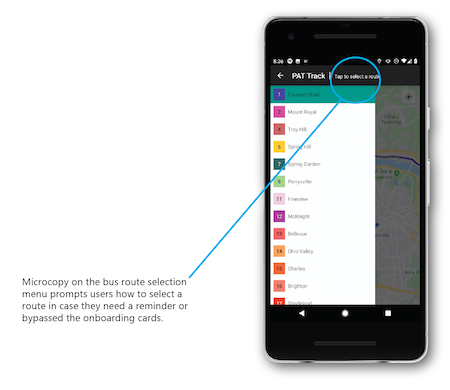 8:26
PAT Track | Tap to select a route
1 Prospect
2 Mount Royal
4 Troy Hill
6 Spring Hill
7 Spring Garden
8 Perrysville
11 Fineview
12 McKnight
13 Bellevue
14 Ohio Valley
15 Charles
16 Brighton
17 Shadeland
Microcopy on the bus route selection
menu prompts users how to select a
route in case they need a reminder or
bypassed the onboarding cards.